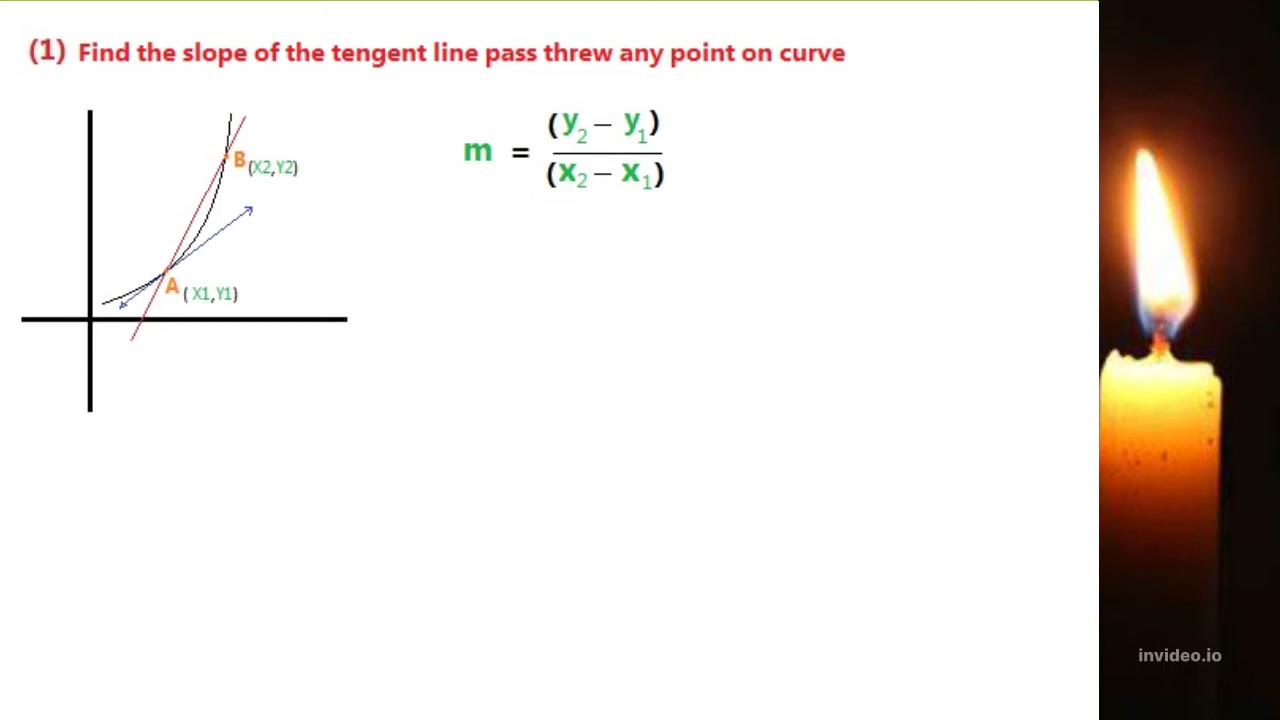 (1) Find the slope of the tengent line pass threw any point on curve
B (X2,Y2)
A ( X1,Y1)
m = (y2 – y1)
(x2 – x1)
invideo.io